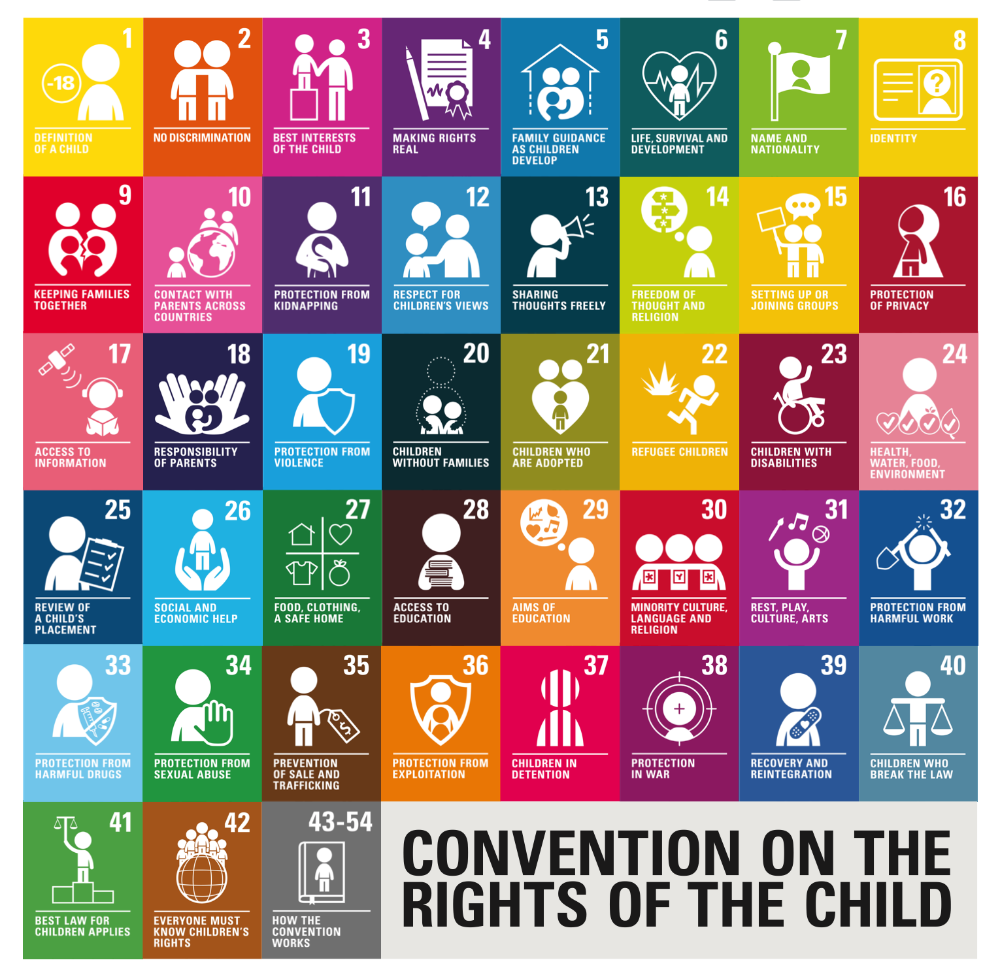 1
-18
DEFINITION
OF A CHILD
2
NO DISCRIMINATION
3
BEST INTERESTS
OF THE CHILD
4
MAKING RIGHTS
REAL
5
FAMILY GUIDANCE
AS CHILDREN
DEVELOP
6
LIFE, SURVIVAL AND
DEVELOPMENT
7
NAME AND
NATIONALITY
8
?
IDENTITY
9
KEEPING FAMILIES
TOGETHER
10
CONTACT WITH
PARENTS ACROSS
COUNTRIES
11
PROTECTION FROM
KIDNAPPING
12
RESPECT FOR
CHILDREN'S VIEWS
13
SHARING
THOUGHTS FREELY
14
FREEDOM OF
THOUGHT AND
RELIGION
15
SETTING UP OR
JOINING GROUPS
16
PROTECTION
OF PRIVACY
17
ACCESS TO
INFORMATION
18
RESPONSIBILITY
OF PARENTS
19
PROTECTION FROM
VIOLENCE
20
CHILDREN
WITHOUT FAMILIES
21
CHILDREN WHO
ARE ADOPTED
22
REFUGEE CHILDREN
23
CHILDREN WITH
DISABILITIES
24
HEALTH,
WATER, FOOD,
ENVIRONMENT
25
REVIEW OF
A CHILD'S
PLACEMENT
26
SOCIAL AND
ECONOMIC HELP
27
FOOD, CLOTHING,
A SAFE HOME
28
ACCESS TO
EDUCATION
29
AIMS OF
EDUCATION
30
MINORITY CULTURE,
LANGUAGE AND
RELIGION
31
REST, PLAY,
CULTURE, ARTS
32
PROTECTION FROM
HARMFUL WORK
33
PROTECTION FROM
HARMFUL DRUGS
34
PROTECTION FROM
SEXUAL ABUSE
35
$
PREVENTION
OF SALE AND
TRAFFICKING
36
PROTECTION FROM
EXPLOITATION
37
CHILDREN IN
DETENTION
38
PROTECTION
IN WAR
39
RECOVERY AND
REINTEGRATION
40
CHILDREN WHO
BREAK THE LAW
41
BEST LAW FOR
CHILDREN APPLIES
42
EVERYONE MUST
KNOW CHILDREN'S
RIGHTS
43-54
HOW THE
CONVENTION
WORKS
CONVENTION ON THE
RIGHTS OF THE CHILD